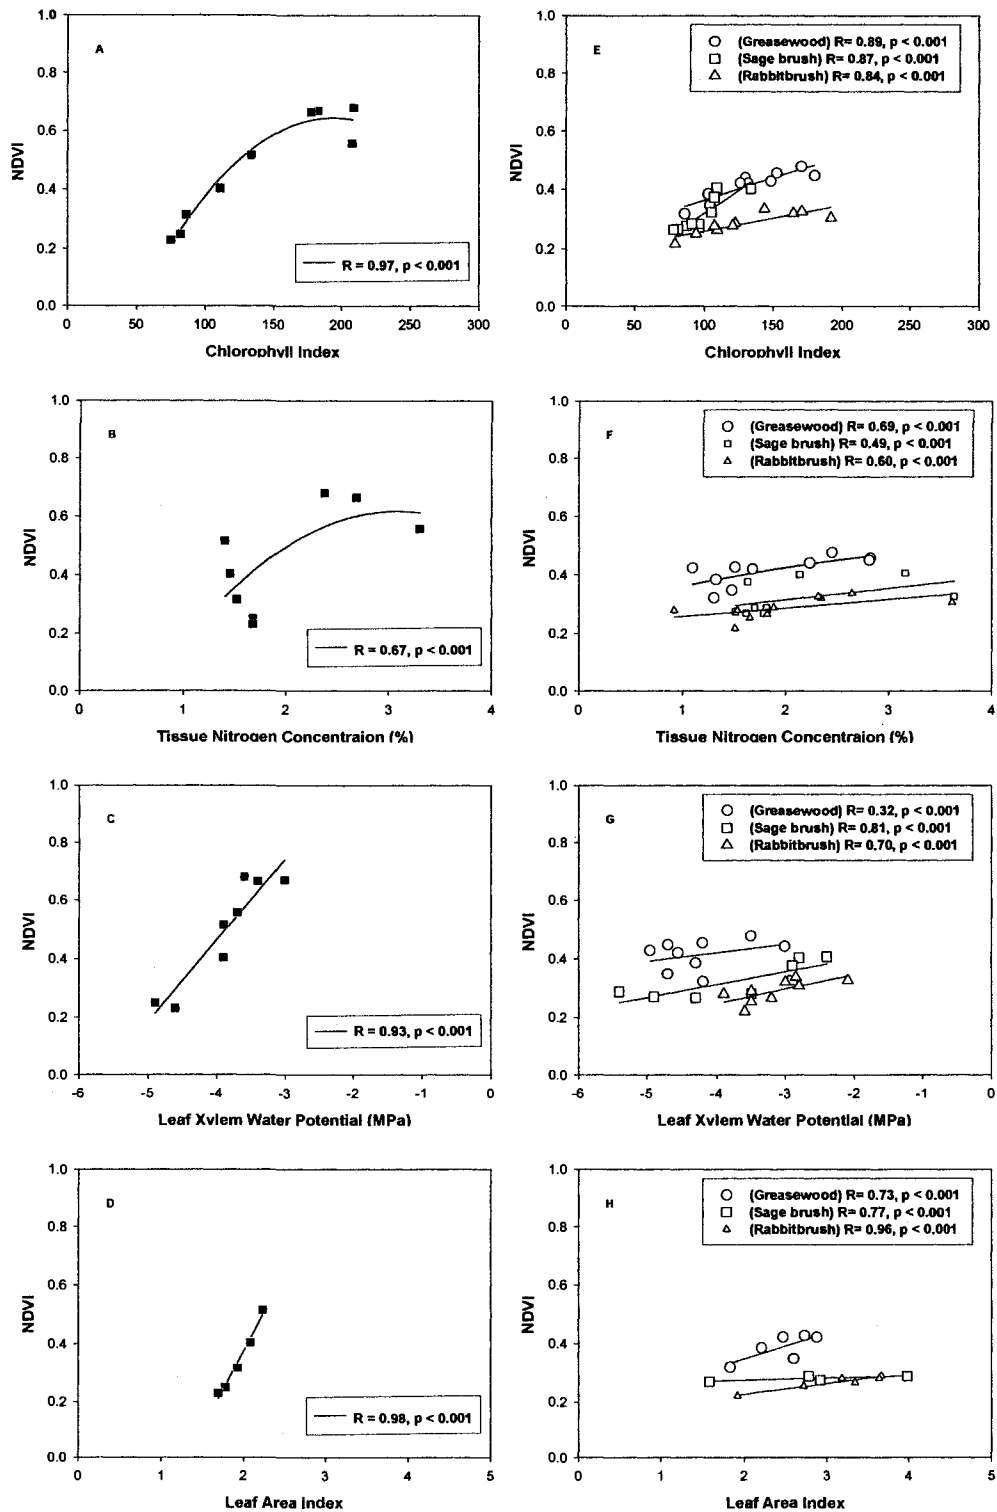 A
1.0
0.8
0.6
0.4
0.2
0.0
NDVI
R = 0.97, p < 0.001
0 50 100 150 200 250 300
Chlorophyll Index
E
1.0
0.8
0.6
0.4
0.2
0.0
NDVI
(Greasewood) R= 0.89, p < 0.001
(Sage brush) R= 0.87, p < 0.001
(Rabbitbrush) R= 0.84, p < 0.001
0 50 100 150 200 250 300
Chlorophyll Index
B
1.0
0.8
0.6
0.4
0.2
0.0
NDVI
R = 0.67, p < 0.001
0 1 2 3 4
Tissue Nitrogen Concentraion (%)
F
1.0
0.8
0.6
0.4
0.2
0.0
NDVI
(Greasewood) R= 0.69, p < 0.001
(Sage brush) R= 0.49, p < 0.001
(Rabbitbrush) R= 0.60, p < 0.001
0 1 2 3 4
Tissue Nitrogen Concentraion (%)
C
1.0
0.8
0.6
0.4
0.2
0.0
NDVI
R = 0.93, p < 0.001
-6 -5 -4 -3 -2 -1 0
Leaf Xylem Water Potential (MPa)
G
1.0
0.8
0.6
0.4
0.2
0.0
NDVI
(Greasewood) R= 0.32, p < 0.001
(Sage brush) R= 0.81, p < 0.001
(Rabbitbrush) R= 0.70, p < 0.001
-6 -5 -4 -3 -2 -1 0
Leaf Xylem Water Potential (MPa)
D
1.0
0.8
0.6
0.4
0.2
0.0
NDVI
R = 0.98, p < 0.001
0 1 2 3 4 5
Leaf Area Index
H
1.0
0.8
0.6
0.4
0.2
0.0
NDVI
(Greasewood) R= 0.73, p < 0.001
(Sage brush) R= 0.77, p < 0.001
(Rabbitbrush) R= 0.96, p < 0.001
0 1 2 3 4 5
Leaf Area Index